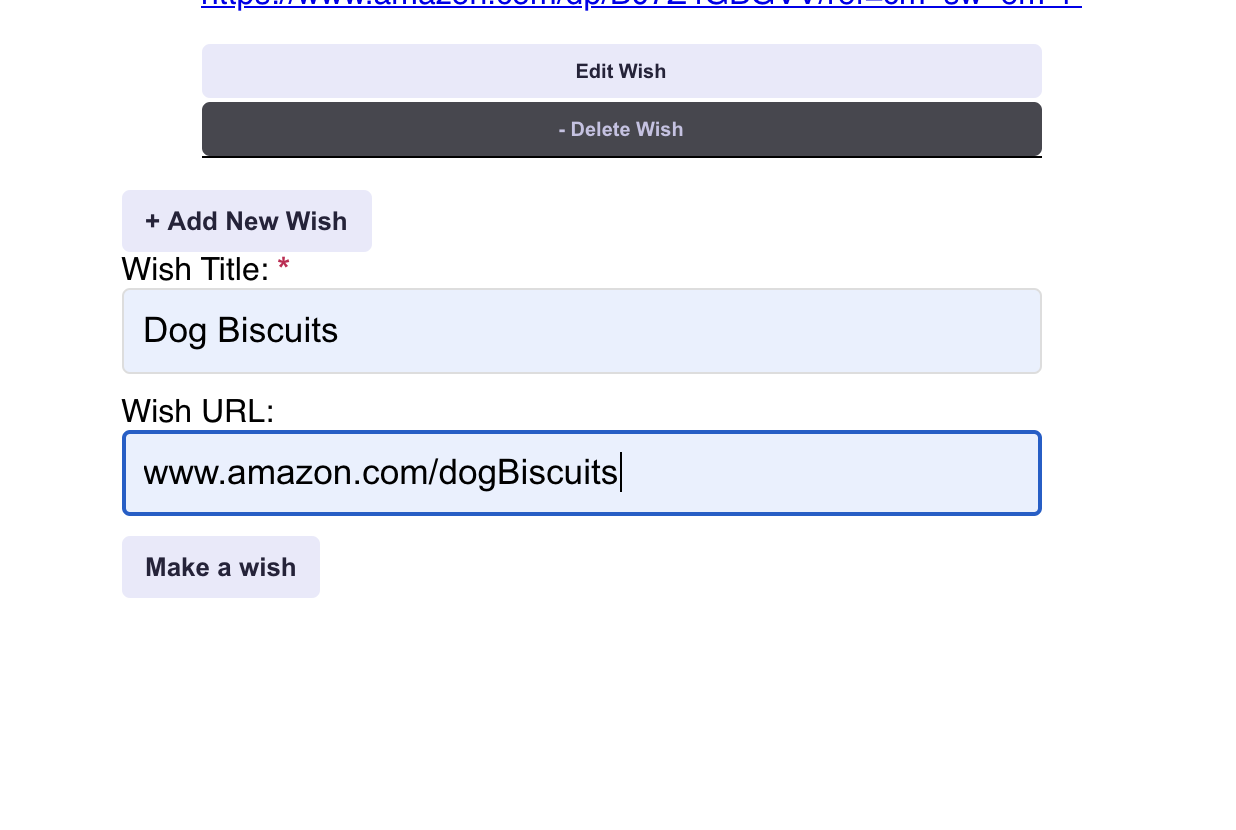 Edit Wish
- Delete Wish
+ Add New Wish
Wish Title: *
Dog Biscuits
Wish URL:
www.amazon.com/dogBiscuits
Make a wish